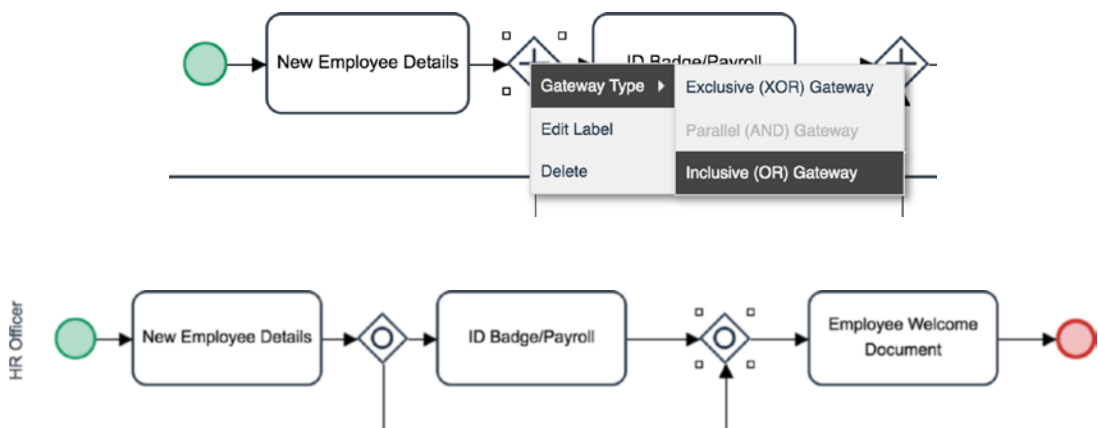 New Employee Details
ID Badge/Payroll
Gateway Type
Exclusive (XOR) Gateway
Edit Label
Parallel (AND) Gateway
Delete
Inclusive (OR) Gateway
HR Officer
New Employee Details
ID Badge/Payroll
Employee Welcome
Document